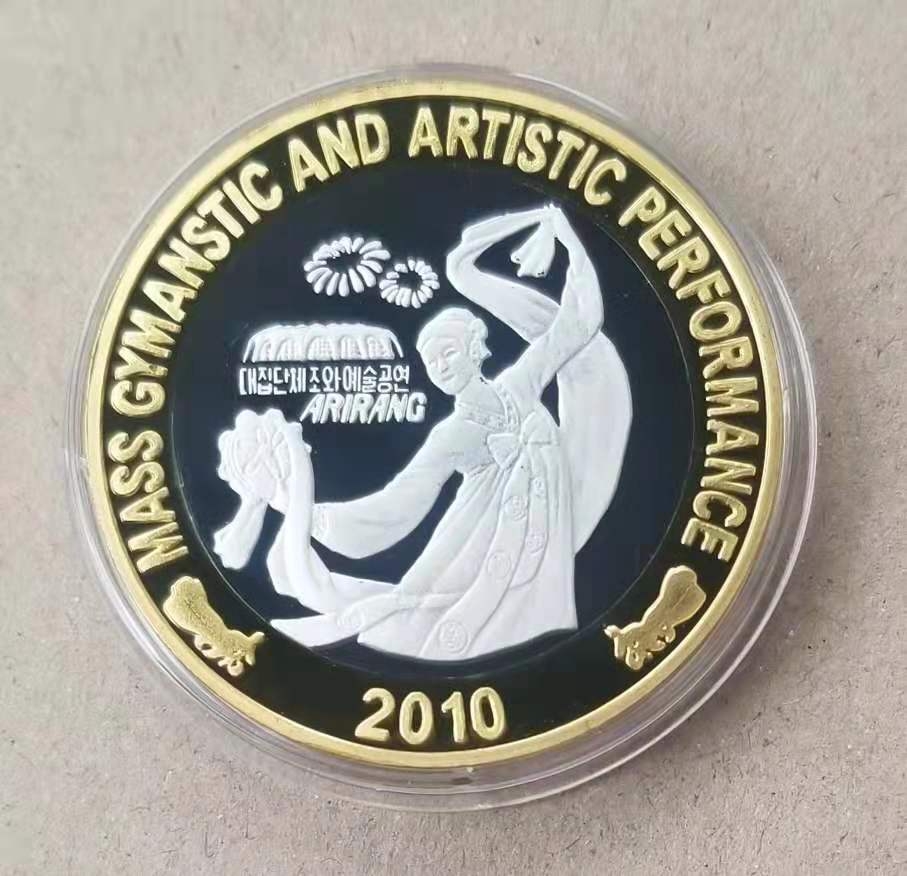 MASS GYMANSTIC AND ARTISTIC PERFORMANCE
대집단체조와예술공연
ARIRANG
2010